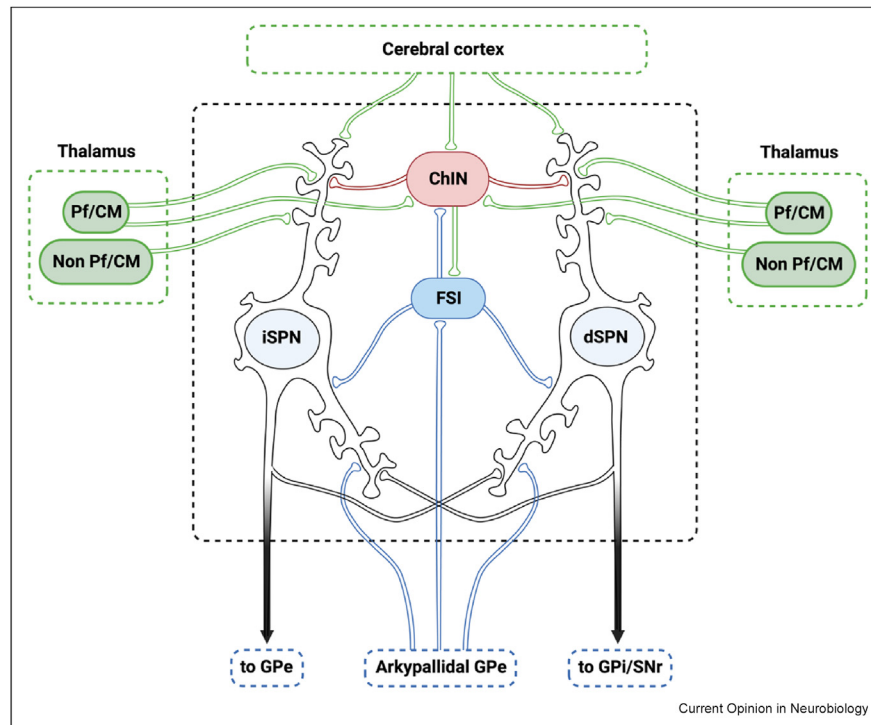 Cerebral cortex
Thalamus
Thalamus
ChIN
Pf/CM
Pf/CM
Non Pf/CM
Non Pf/CM
FSI
iSPN
dSPN
to GPe
Arkypallidal GPe
to GPi/SNr
Current Opinion in Neurobiology